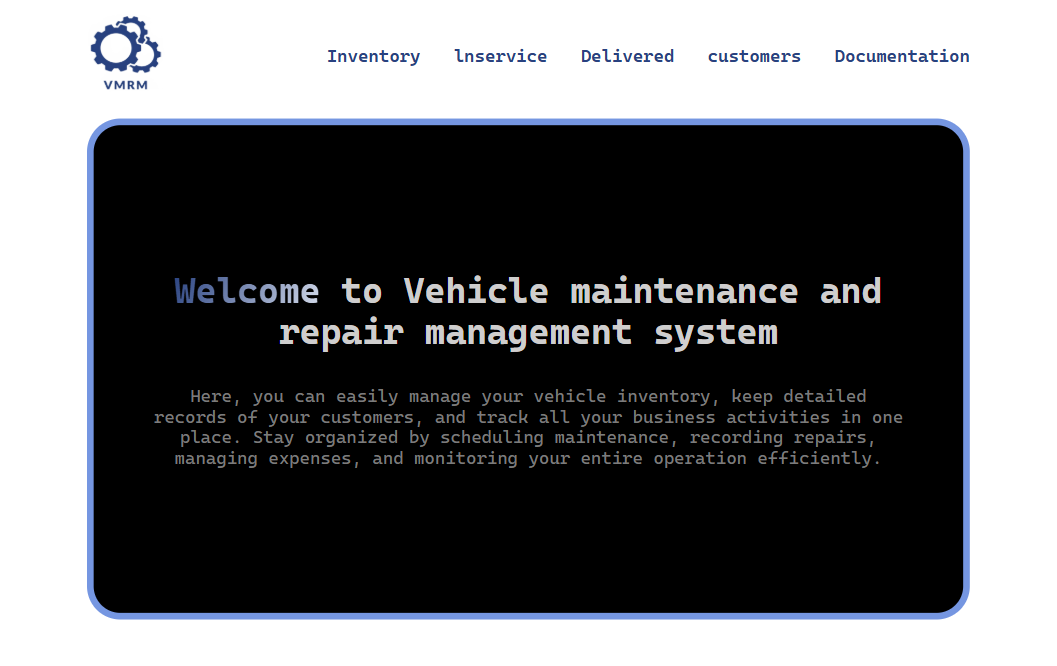 VMRM
Inventory lnservice Delivered customers Documentation
Welcome to Vehicle maintenance and
repair management system
Here, you can easily manage your vehicle inventory, keep detailed
records of your customers, and track all your business activities in one
place. Stay organized by scheduling maintenance, recording repairs,
managing expenses, and monitoring your entire operation efficiently.